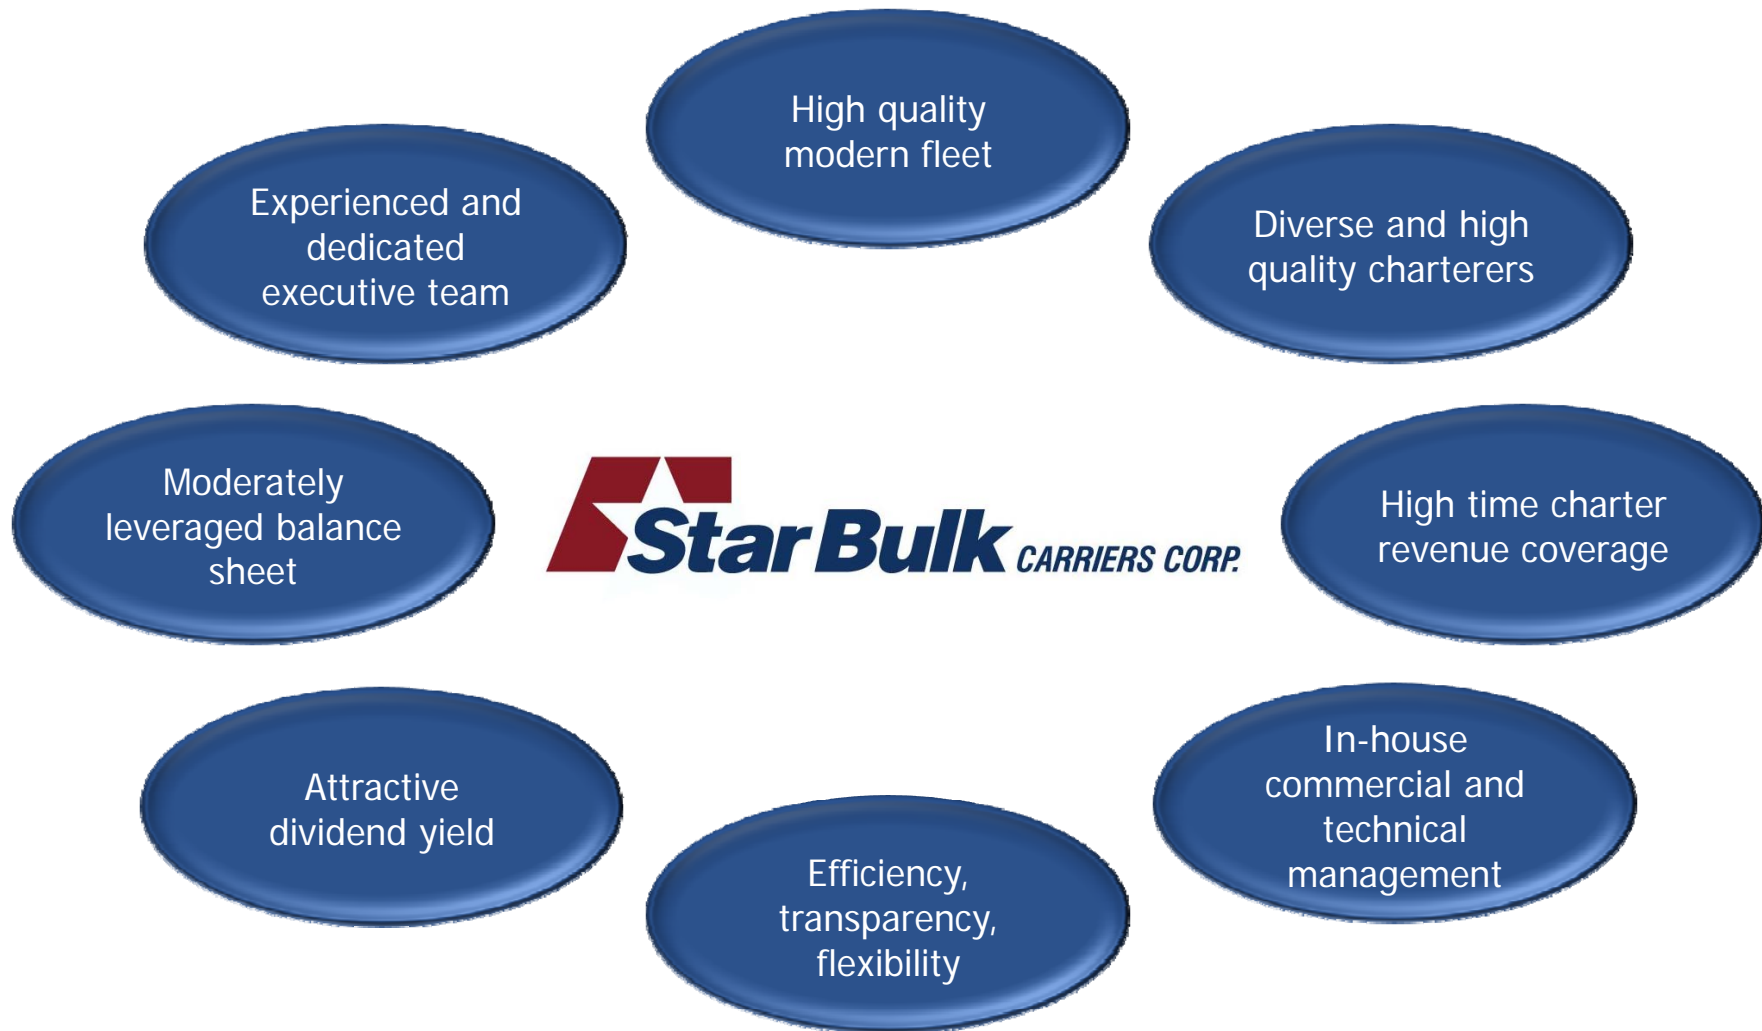 High quality
modern fleet
Experienced and
dedicated
executive team
Diverse and high
quality charterers
Moderately
leveraged balance
sheet
Star Bulk CARRIERS CORP.
High time charter
revenue coverage
Attractive
dividend yield
In-house
commercial and
technical
management
Efficiency,
transparency,
flexibility